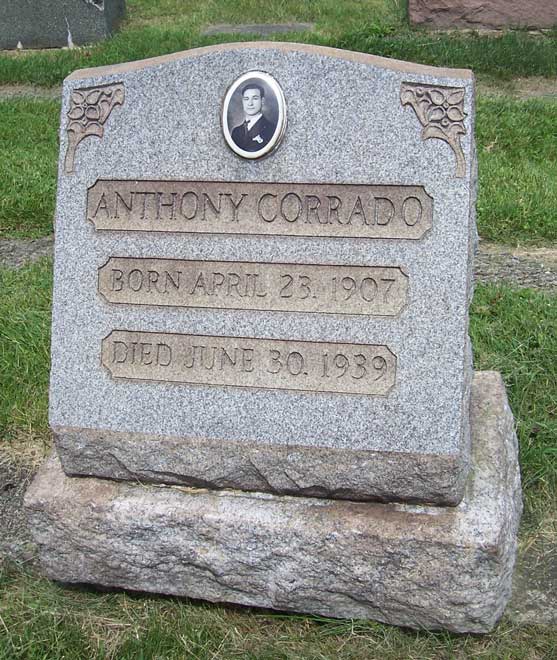 ANTHONY CORRADO
BORN APRIL 23. 1907
DIED JUNE 30. 1939